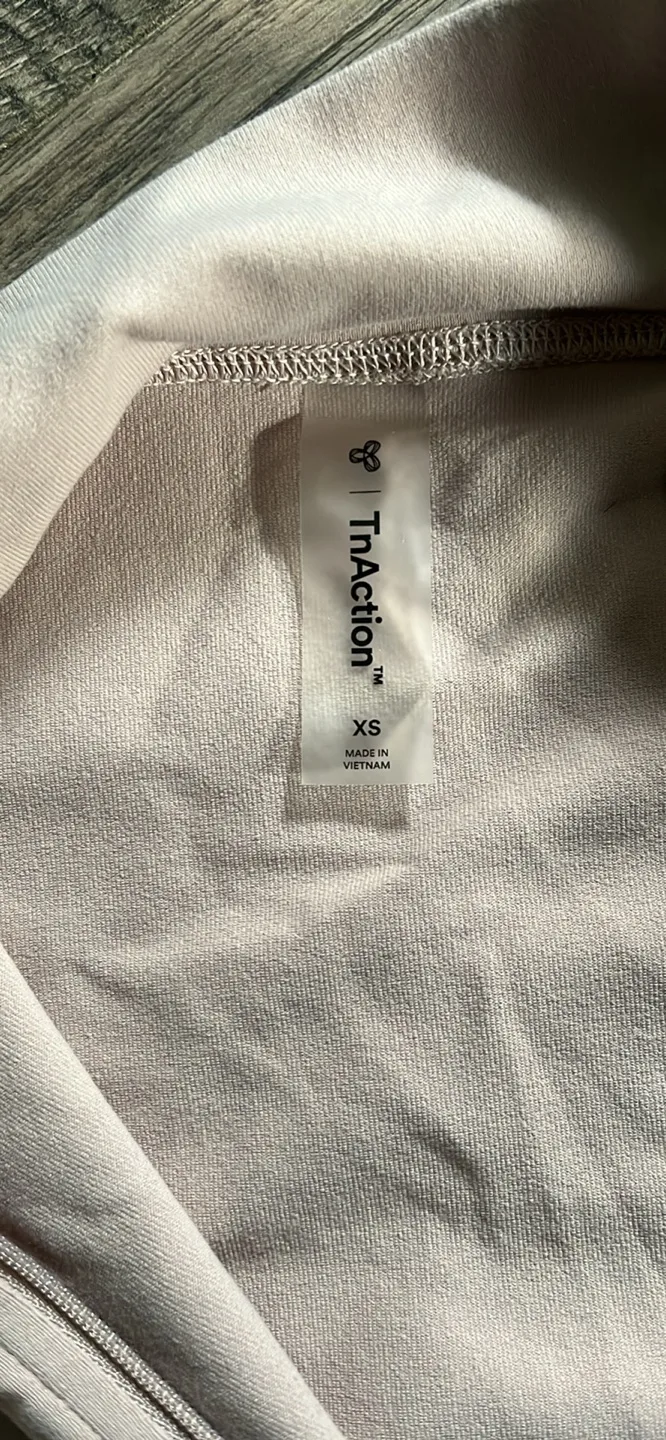 TnAction™
XS
MADE IN
VIETNAM